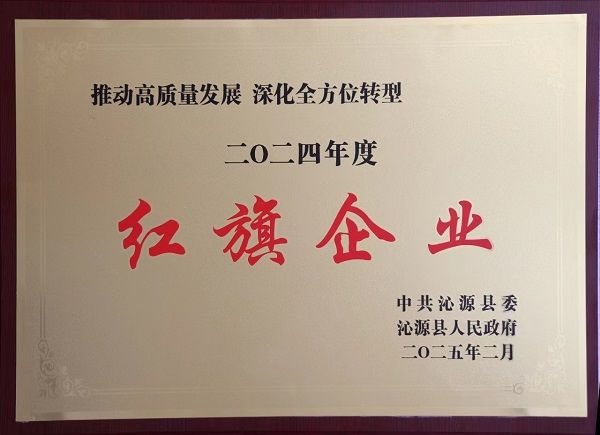 推动高质量发展 深化全方位转型
二〇二四年度
红旗企业
中共沁源县委
沁源县人民政府
二〇二五年二月